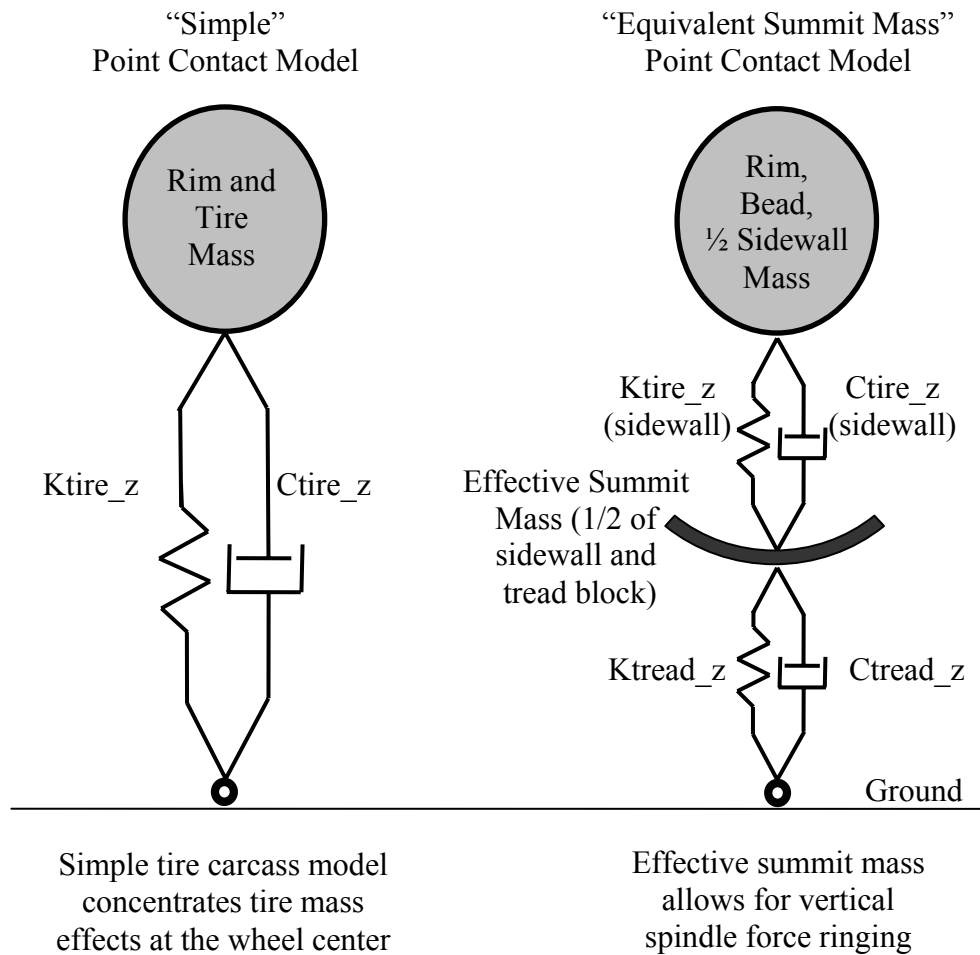 “Simple”
Point Contact Model
Rim and
Tire
Mass
Ktire_z
Ctire_z
Simple tire carcass model
concentrates tire mass
effects at the wheel center
“Equivalent Summit Mass”
Point Contact Model
Rim,
Bead,
½ Sidewall
Mass
Ktire_z
(sidewall)
Ctire_z
(sidewall)
Effective Summit
Mass (1/2 of
sidewall and
tread block)
Ktread_z
Ctread_z
Ground
Effective summit mass
allows for vertical
spindle force ringing